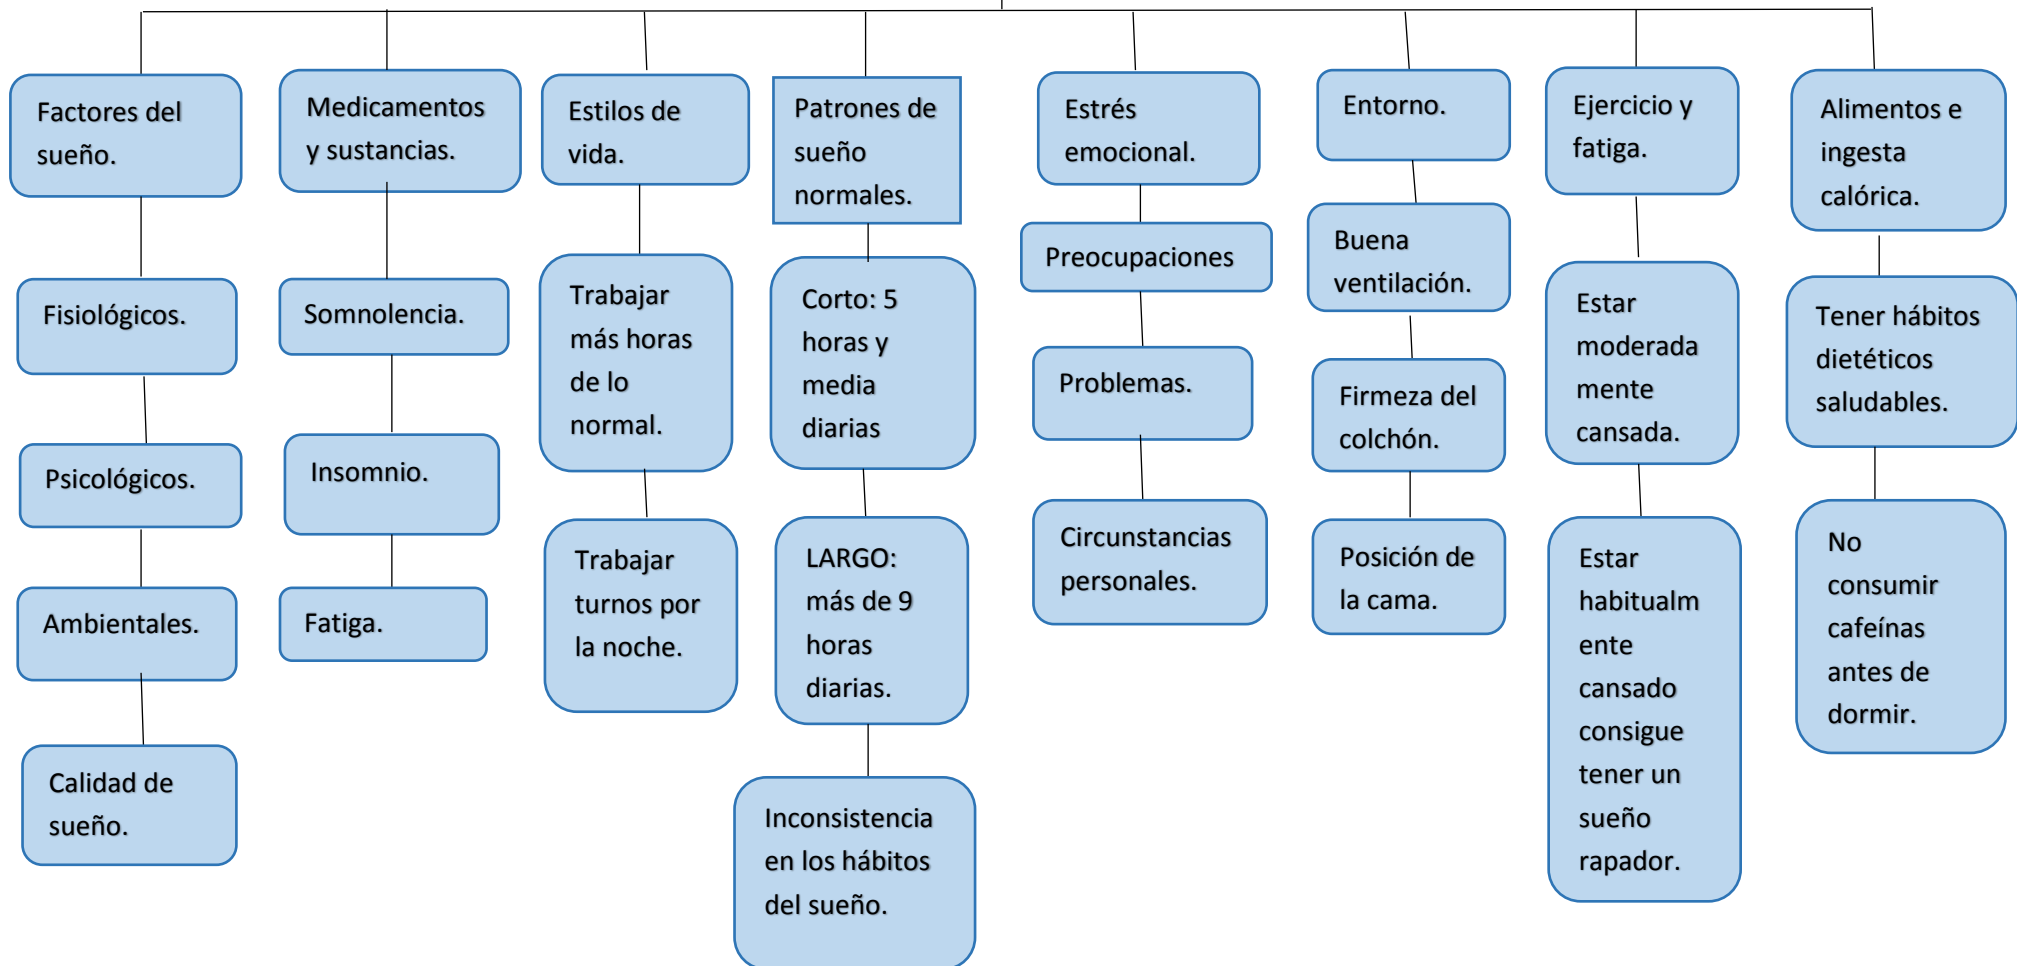 Factores del
sueño.
Fisiológicos.
Psicológicos.
Ambientales.
Calidad de
sueño.
Medicamentos
y sustancias.
Somnolencia.
Insomnio.
Fatiga.
Estilos de
vida.
Trabajar
más horas
de lo
normal.
Trabajar
turnos por
la noche.
Patrones de
sueño
normales.
Corto: 5
horas y
media
diarias
LARGO:
más de 9
horas
diarias.
Inconsistencia
en los hábitos
del sueño.
Estrés
emocional.
Preocupaciones
Problemas.
Circunstancias
personales.
Entorno.
Buena
ventilación.
Firmeza del
colchón.
Posición de
la cama.
Ejercicio y
fatiga.
Estar
moderada
mente
cansada.
Estar
habitualm
ente
cansado
consigue
tener un
sueño
rapador.
Alimentos e
ingesta
calórica.
Tener hábitos
dietéticos
saludables.
No
consumir
cafeínas
antes de
dormir.